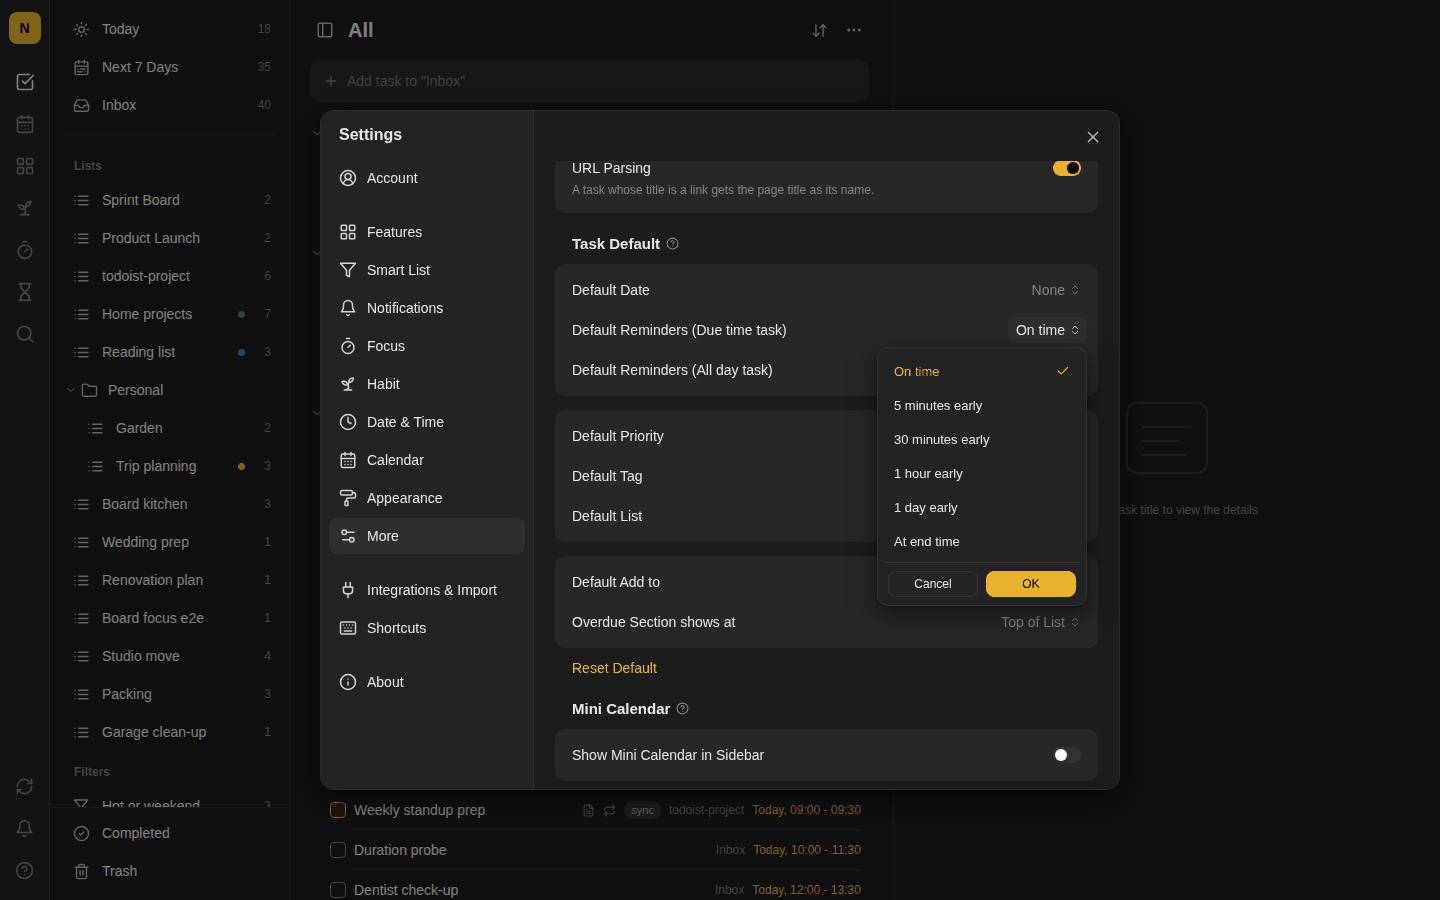 N
Today 18
Next 7 Days 35
Inbox 40
Lists
Sprint Board 2
Product Launch 2
todoist-project 6
Home projects 7
Reading list 3
Personal
Garden 2
Trip planning 3
Board kitchen 3
Wedding prep 1
Renovation plan 1
Board focus e2e 1
Studio move 4
Packing 3
Garage clean-up 1
Filters
Hot or weekend 3
Completed
Trash
All
Add task to "Inbox"
Settings
Account
Features
Smart List
Notifications
Focus
Habit
Date & Time
Calendar
Appearance
More
Integrations & Import
Shortcuts
About
URL Parsing
A task whose title is a link gets the page title as its name.
Task Default
Default Date None
Default Reminders (Due time task) On time
Default Reminders (All day task)
Default Priority
Default Tag
Default List
Default Add to
Overdue Section shows at Top of List
Reset Default
Mini Calendar
Show Mini Calendar in Sidebar
On time
5 minutes early
30 minutes early
1 hour early
1 day early
At end time
Cancel OK
title to view the details
Weekly standup prep sync todoist-project Today, 09:00 - 09:30
Duration probe Inbox Today, 10:00 - 11:30
Dentist check-up Inbox Today, 12:00 - 13:30